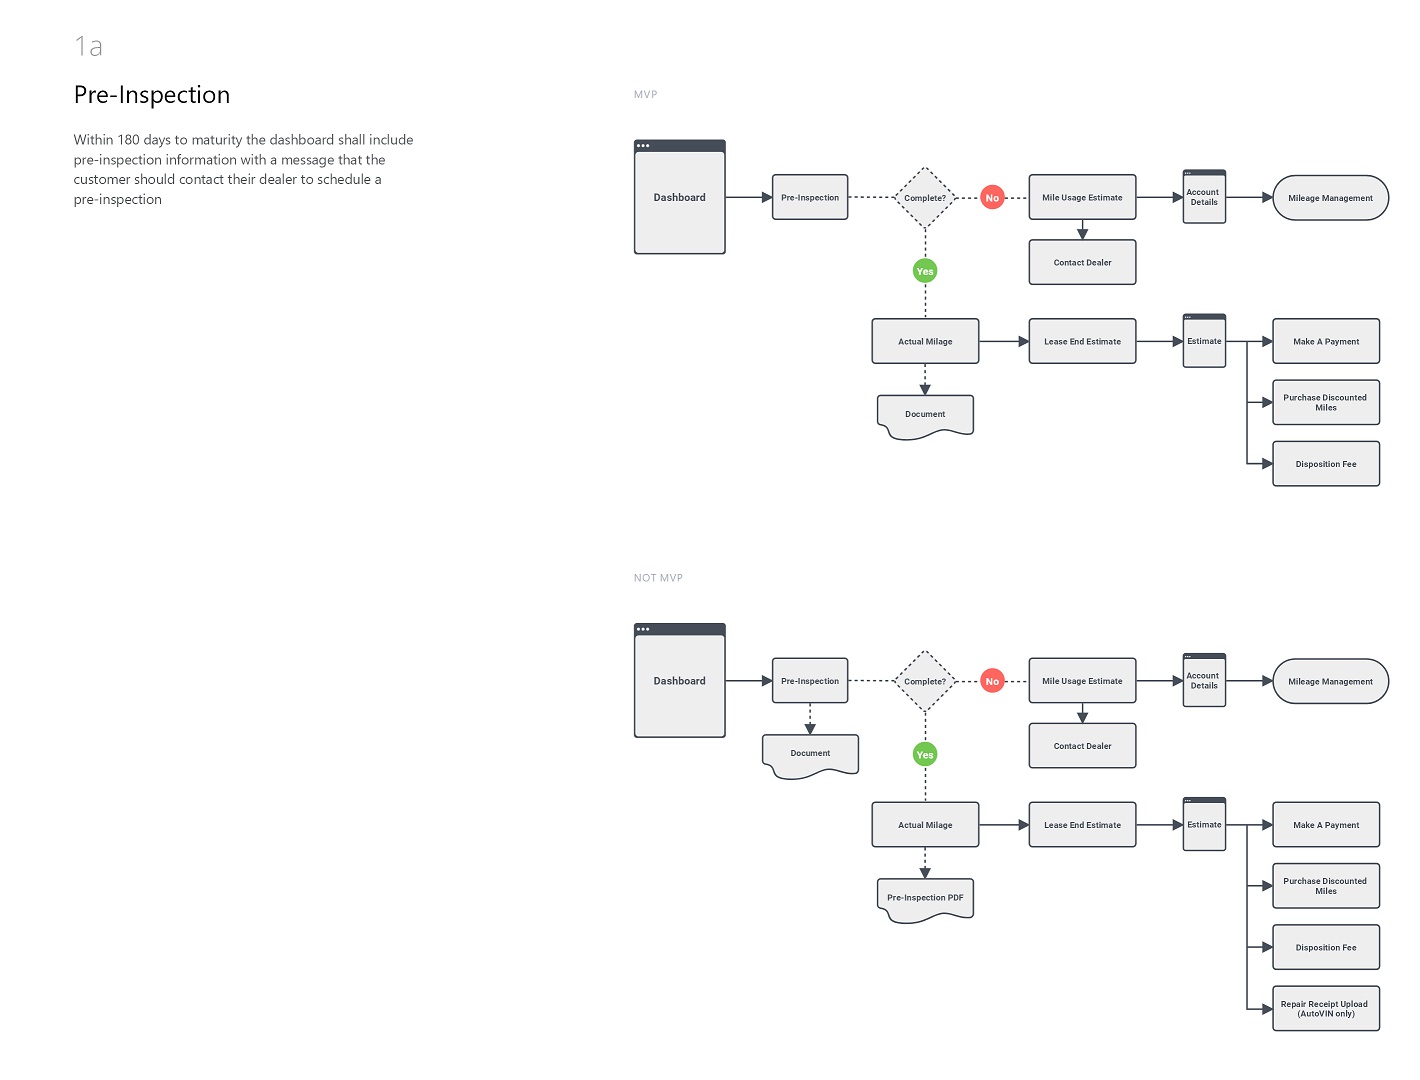 1a
Pre-Inspection
Within 180 days to maturity the dashboard shall include
pre-inspection information with a message that the
customer should contact their dealer to schedule a
pre-inspection
MVP
Dashboard
Pre-Inspection
Complete?
No
Mile Usage Estimate
Account
Details
Mileage Management
Contact Dealer
Yes
Actual Milage
Lease End Estimate
Estimate
Make A Payment
Document
Purchase Discounted
Miles
Disposition Fee
NOT MVP
Dashboard
Pre-Inspection
Complete?
No
Mile Usage Estimate
Account
Details
Mileage Management
Document
Contact Dealer
Yes
Actual Milage
Lease End Estimate
Estimate
Make A Payment
Pre-Inspection PDF
Purchase Discounted
Miles
Disposition Fee
Repair Receipt Upload
(AutoVIN only)